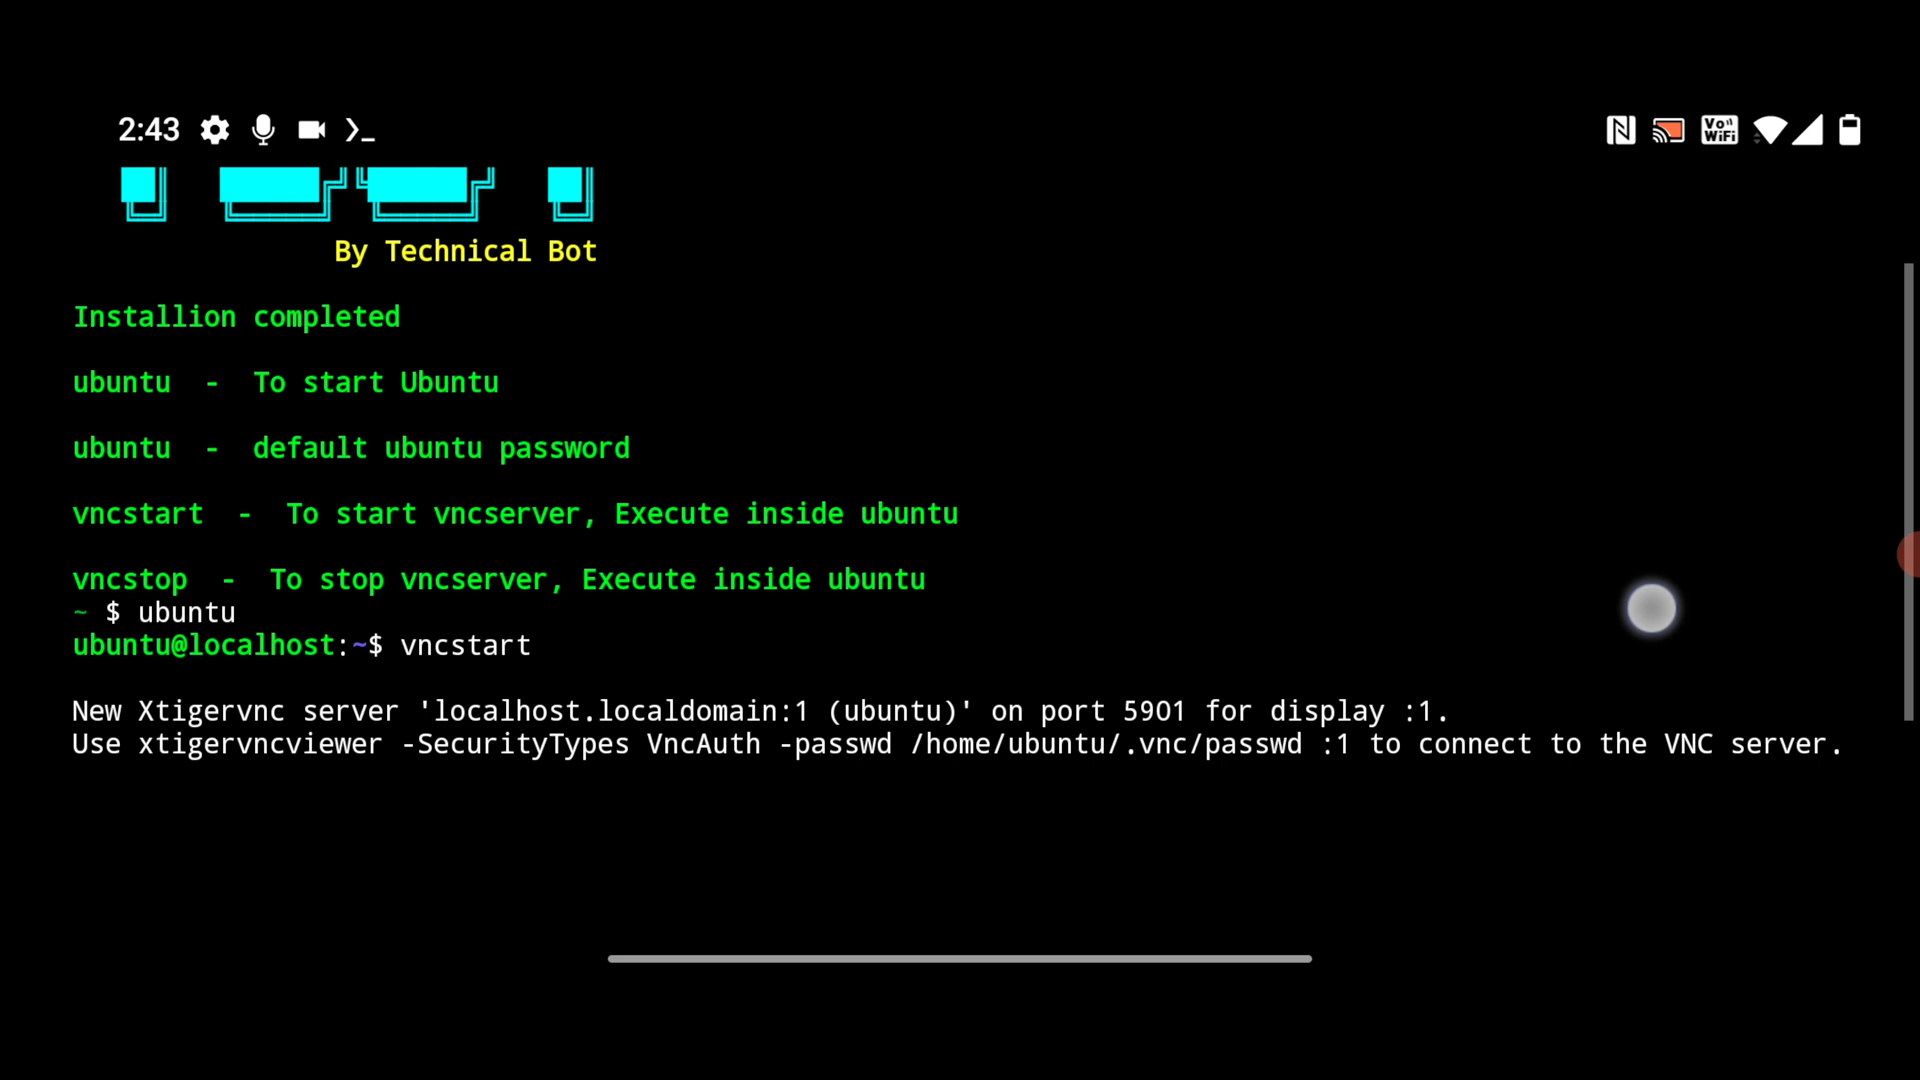 2:43
Vo WiFi
By Technical Bot
Installion completed
ubuntu - To start Ubuntu
ubuntu - default ubuntu password
vncstart - To start vncserver, Execute inside ubuntu
vncstop - To stop vncserver, Execute inside ubuntu
~ $ ubuntu
ubuntu@localhost:~$ vncstart
New Xtigervnc server 'localhost.localdomain:1 (ubuntu)' on port 5901 for display :1.
Use xtigervncviewer -SecurityTypes VncAuth -passwd /home/ubuntu/.vnc/passwd :1 to connect to the VNC server.